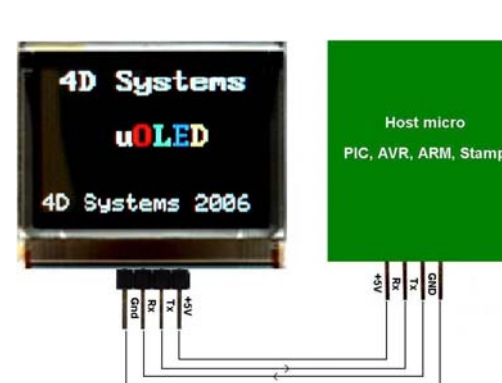 4D Systems
uOLED
4D Systems 2006
Host micro
PIC, AVR, ARM, Stamp
Gnd
Rx
Tx
+5V
+5V
Rx
Tx
GND